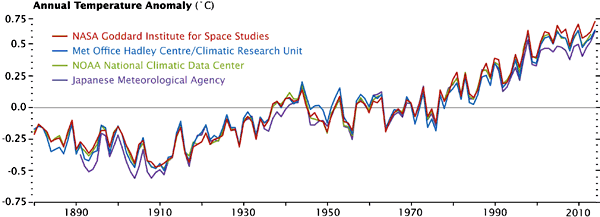 Annual Temperature Anomaly (°C)
0.75
NASA Goddard Institute for Space Studies
Met Office Hadley Centre/Climatic Research Unit
0.5
NOAA National Climatic Data Center
Japanese Meteorological Agency
0.25
0.0
-0.25
-0.5
-0.75
1890 1910 1930 1950 1970 1990 2010